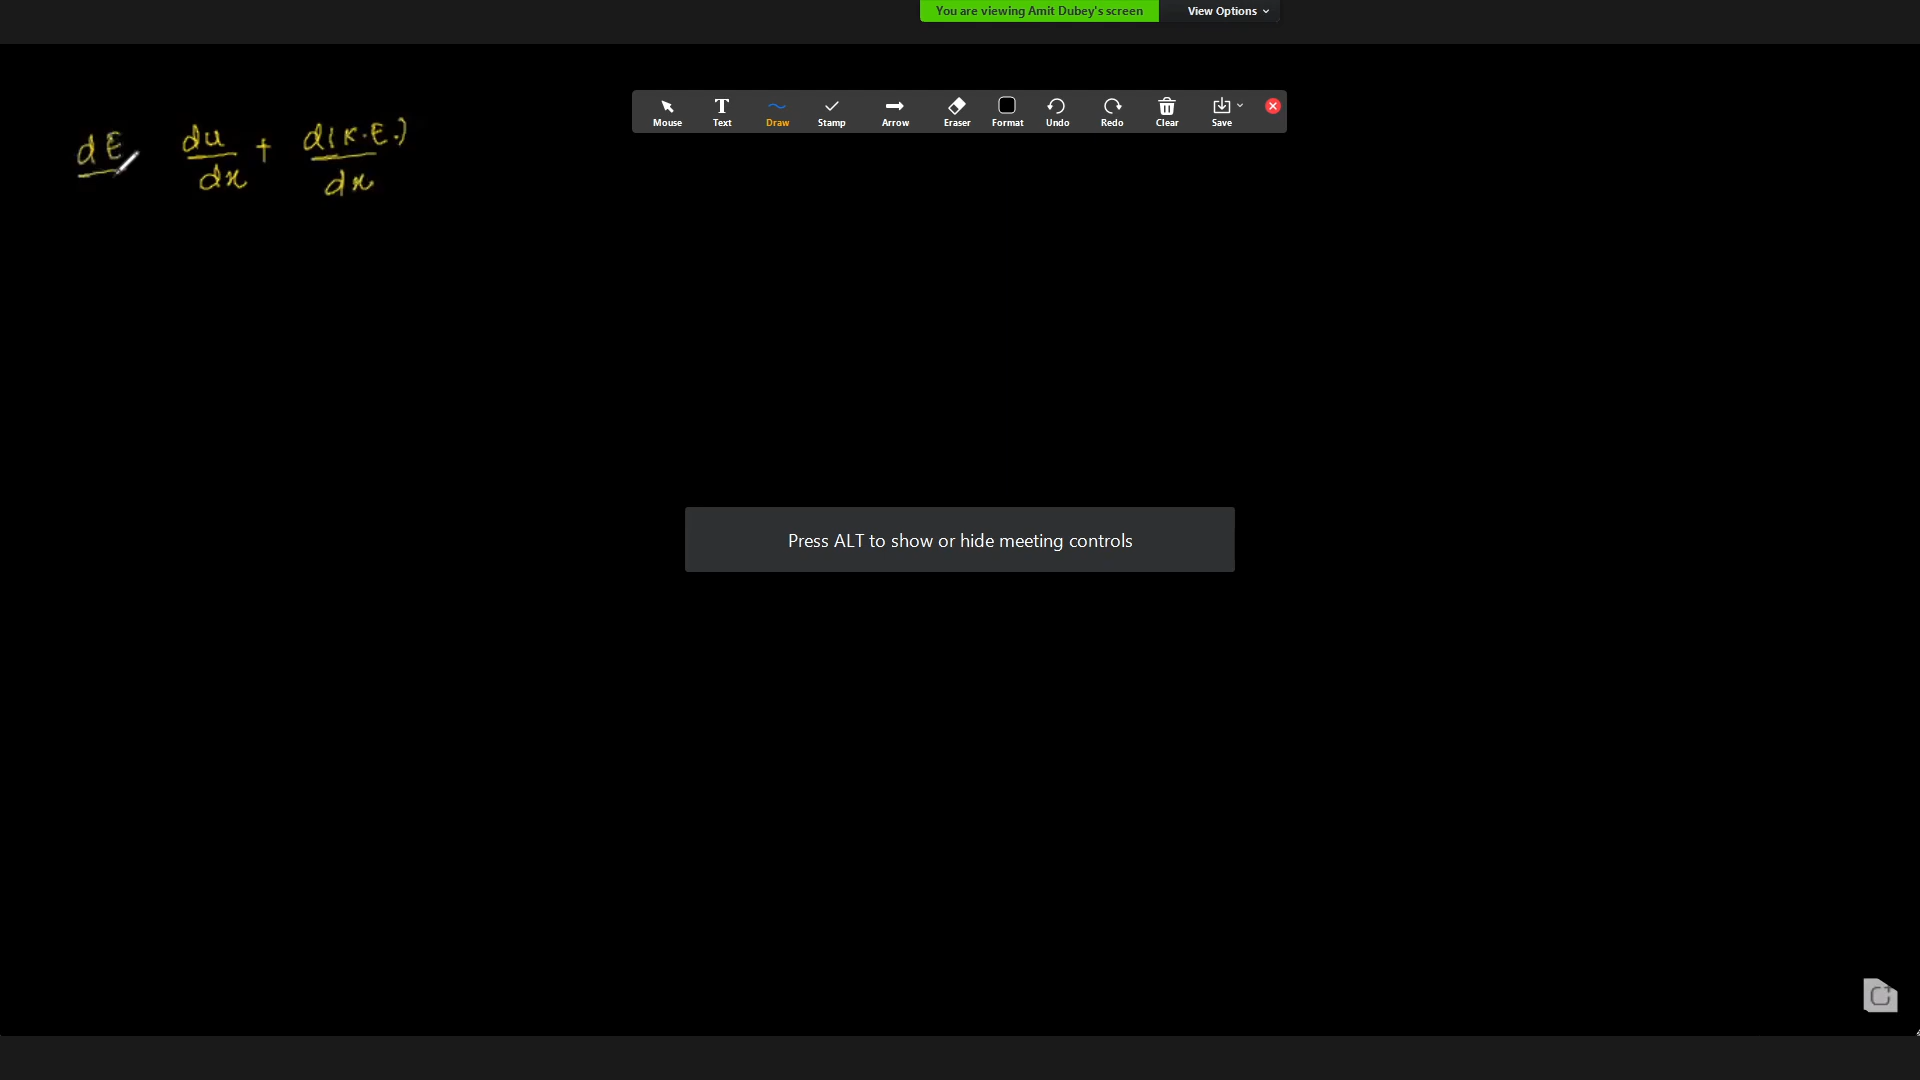 You are viewing Amit Dubey's screen View Options
Mouse Text Draw Stamp Arrow Eraser Format Undo Redo Clear Save
dE du + d(K.E.)
dx dx
Press ALT to show or hide meeting controls